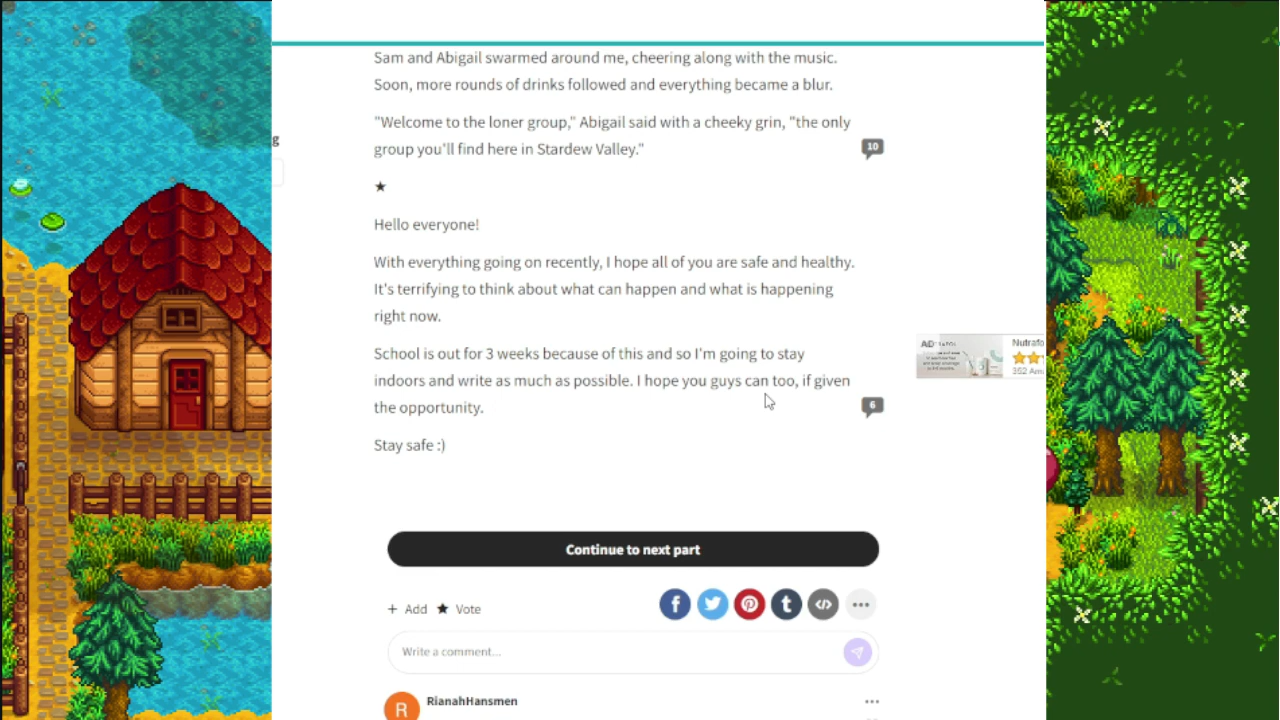 Sam and Abigail swarmed around me, cheering along with the music.
Soon, more rounds of drinks followed and everything became a blur.
"Welcome to the loner group," Abigail said with a cheeky grin, "the only
group you'll find here in Stardew Valley."
10
g
★
Hello everyone!
With everything going on recently, I hope all of you are safe and healthy.
It's terrifying to think about what can happen and what is happening
right now.
School is out for 3 weeks because of this and so I'm going to stay
indoors and write as much as possible. I hope you guys can too, if given
the opportunity.
6
AD
Nutrafo
352 Am
Stay safe :)
Continue to next part
+ Add ★ Vote
f
t
</>
Write a comment...
R
RianahHansmen